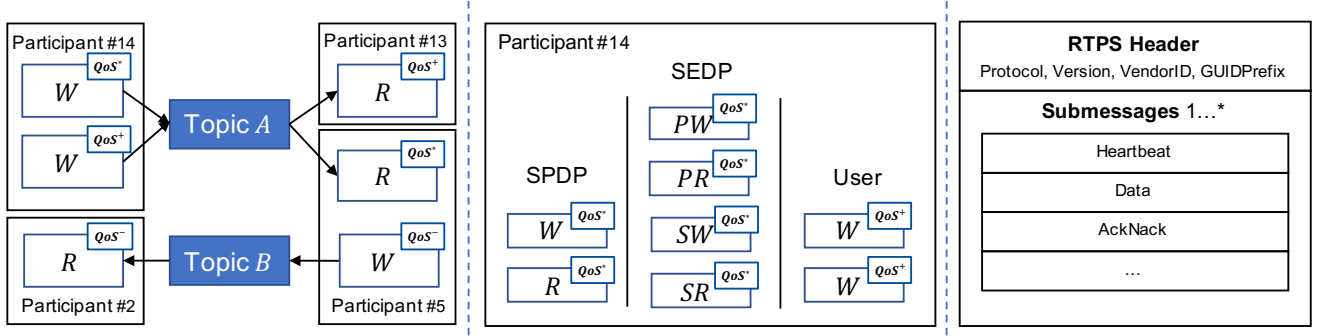 Participant #14
QoS*
W
QoS+
W
Topic A
Participant #13
QoS+
R
QoS*
R
QoS−
R
Participant #2
Topic B
QoS−
W
Participant #5
Participant #14
SPDP
QoS*
W
QoS*
R
SEDP
QoS*
PW
QoS*
PR
QoS*
SW
QoS*
SR
User
QoS+
W
QoS+
W
RTPS Header
Protocol, Version, VendorID, GUIDPrefix
Submessages 1…*
Heartbeat
Data
AckNack
…